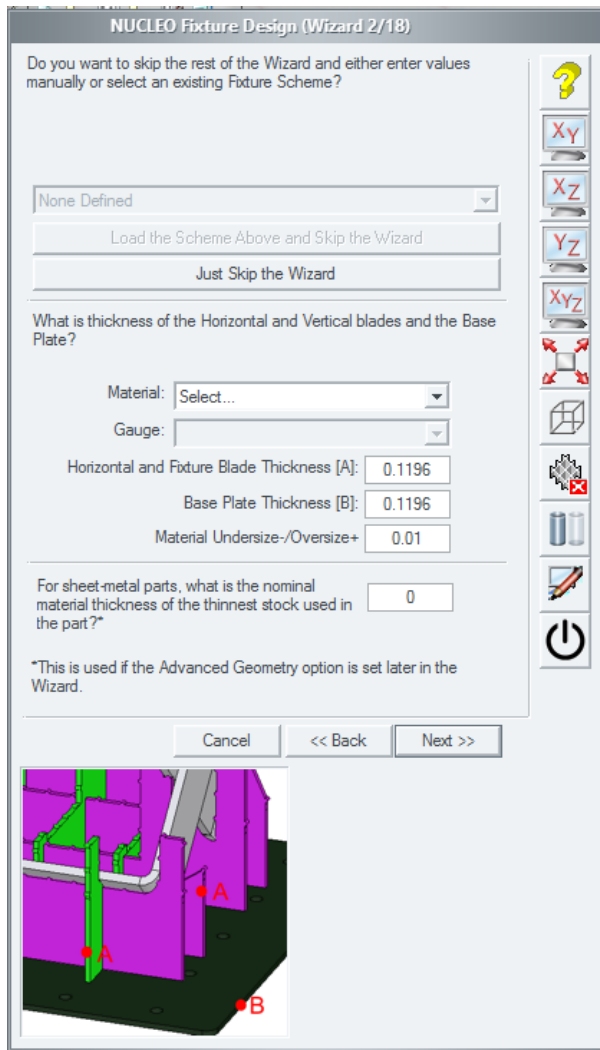 NUCLEO Fixture Design (Wizard 2/18)
Do you want to skip the rest of the Wizard and either enter values
manually or select an existing Fixture Scheme?
None Defined
Load the Scheme Above and Skip the Wizard
Just Skip the Wizard
What is thickness of the Horizontal and Vertical blades and the Base
Plate?
Material: Select...
Gauge:
Horizontal and Fixture Blade Thickness [A]: 0.1196
Base Plate Thickness [B]: 0.1196
Material Undersize-/Oversize+ 0.01
For sheet-metal parts, what is the nominal
material thickness of the thinnest stock used in
the part?*
0
*This is used if the Advanced Geometry option is set later in the
Wizard.
Cancel << Back Next >>
?
XY
XZ
YZ
XYZ
A
A
B